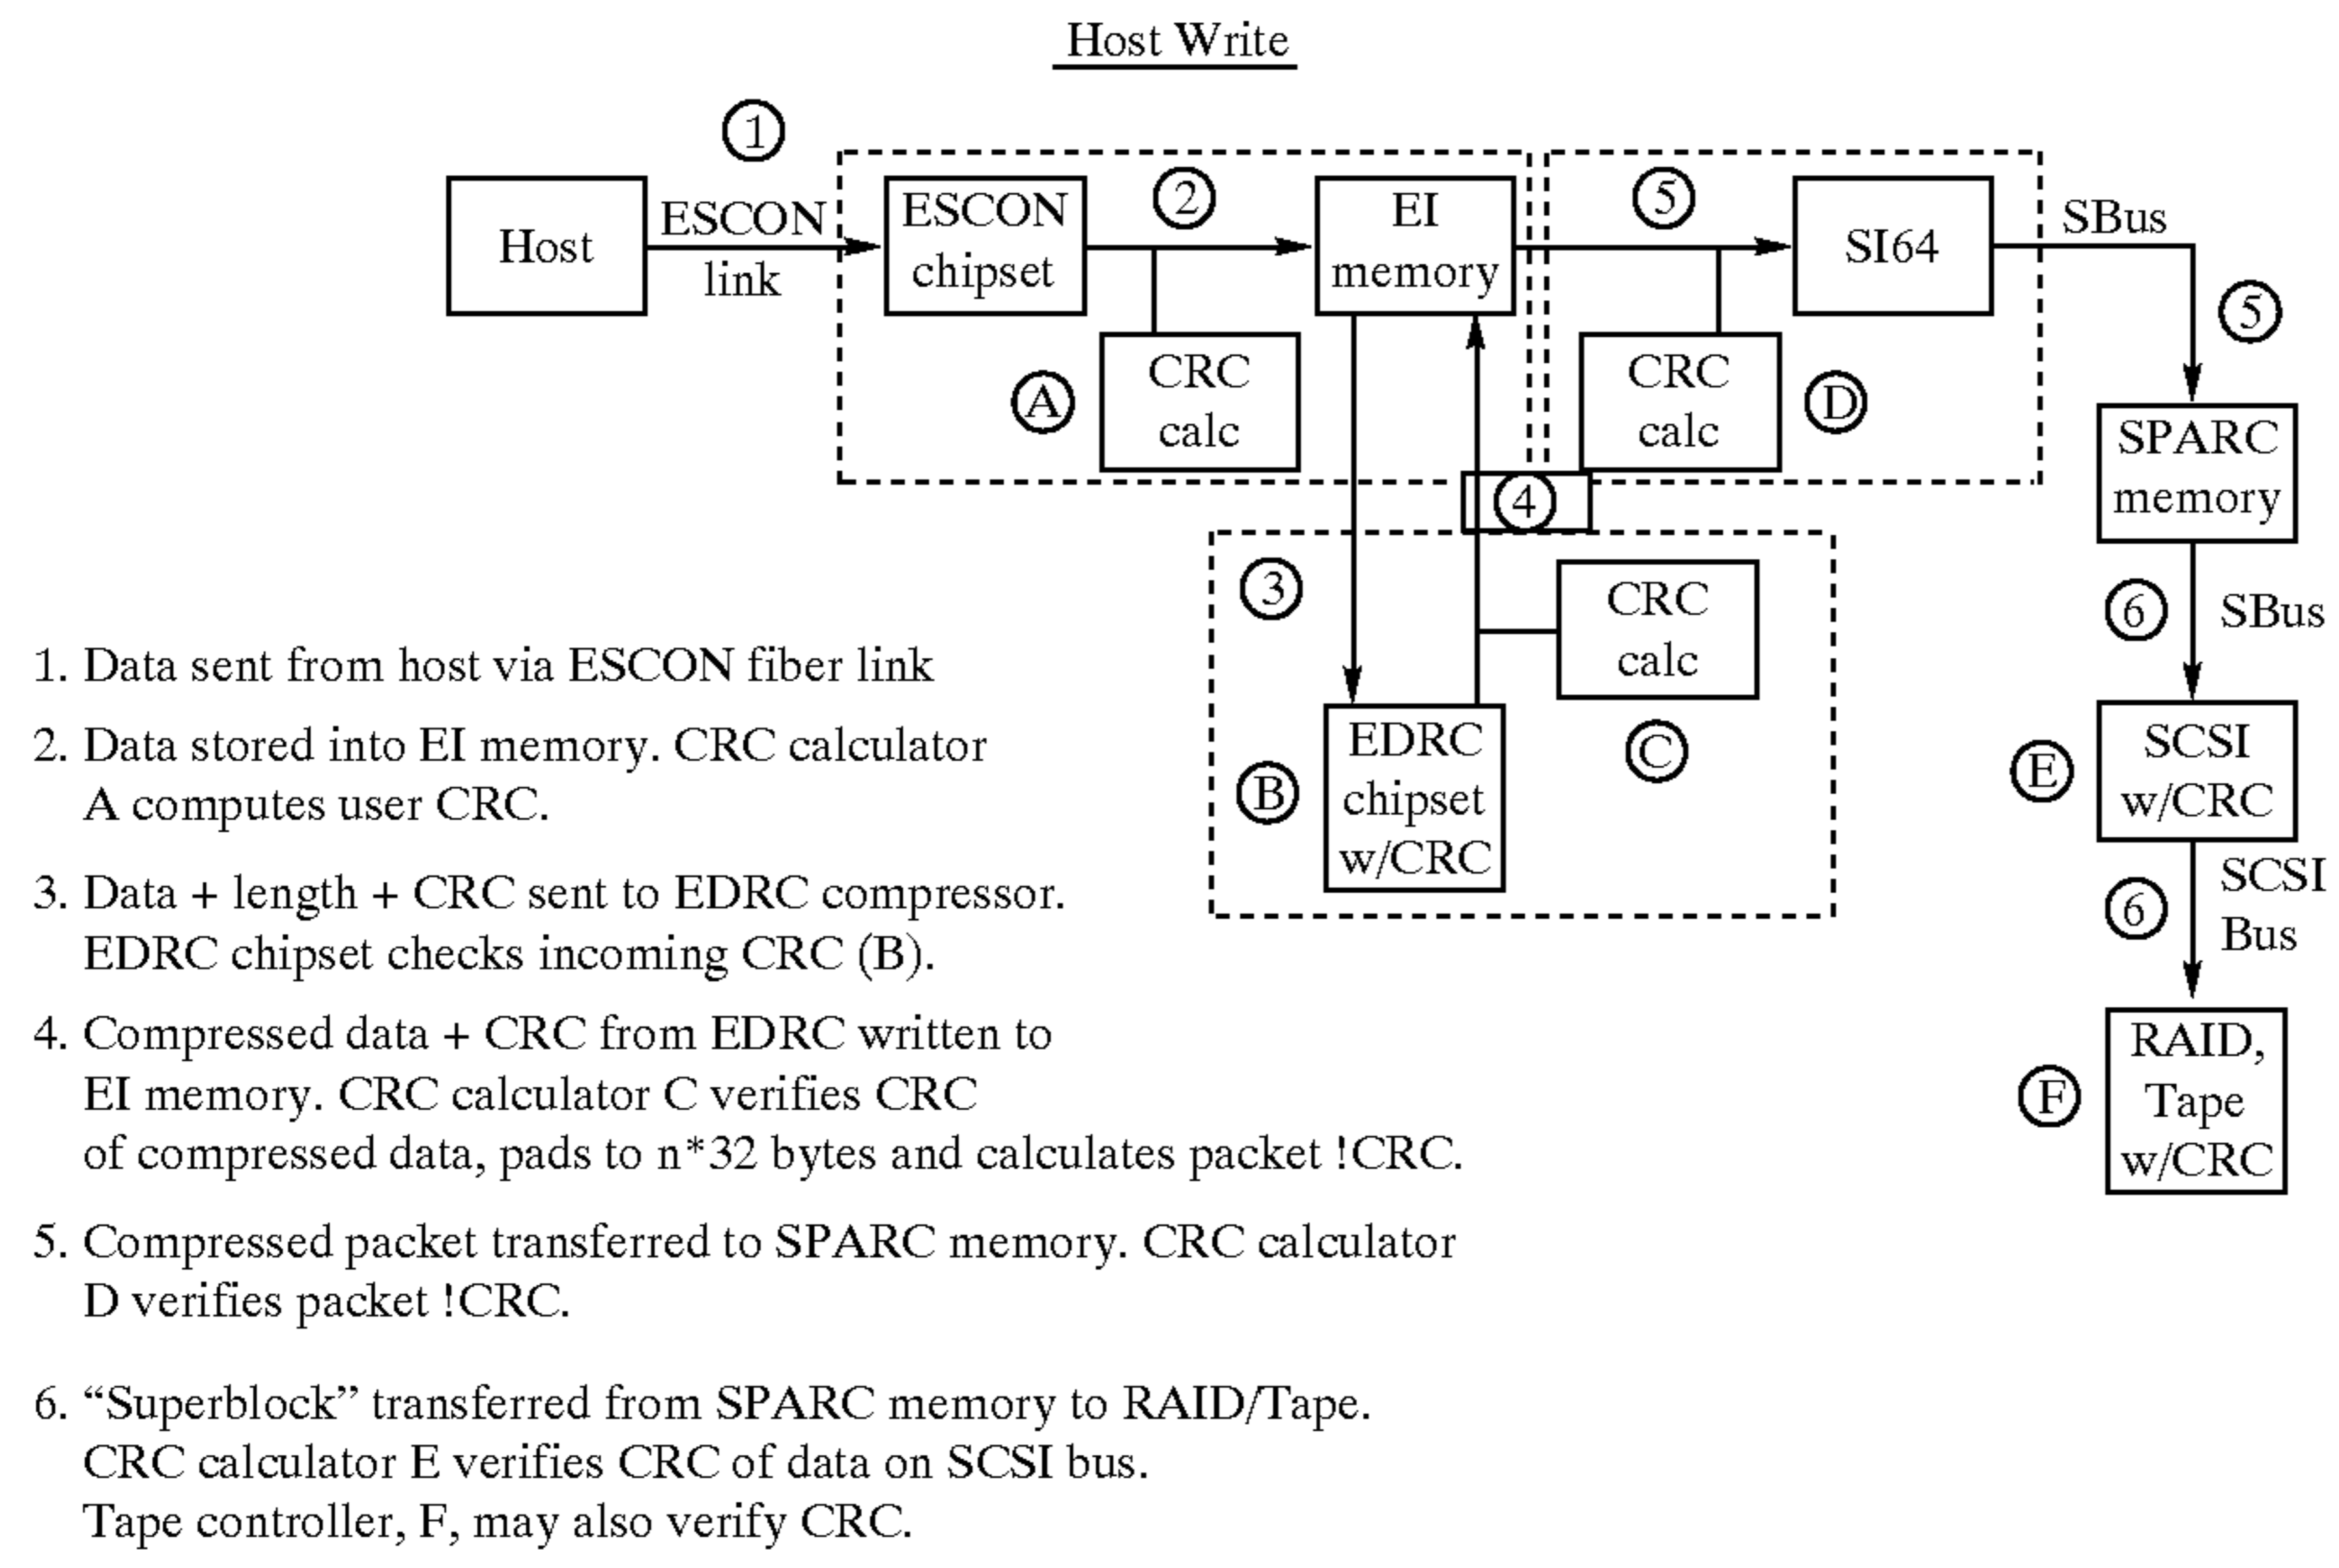 Host Write
1
2
5
Host
ESCON
link
ESCON
chipset
EI
memory
SI64
SBus
5
A
CRC
calc
CRC
calc
D
SPARC
memory
4
3
CRC
calc
6
SBus
B
EDRC
chipset
w/CRC
C
E
SCSI
w/CRC
6
SCSI
Bus
F
RAID,
Tape
w/CRC
1. Data sent from host via ESCON fiber link
2. Data stored into EI memory. CRC calculator
A computes user CRC.
3. Data + length + CRC sent to EDRC compressor.
EDRC chipset checks incoming CRC (B).
4. Compressed data + CRC from EDRC written to
EI memory. CRC calculator C verifies CRC
of compressed data, pads to n*32 bytes and calculates packet !CRC.
5. Compressed packet transferred to SPARC memory. CRC calculator
D verifies packet !CRC.
6. “Superblock” transferred from SPARC memory to RAID/Tape.
CRC calculator E verifies CRC of data on SCSI bus.
Tape controller, F, may also verify CRC.